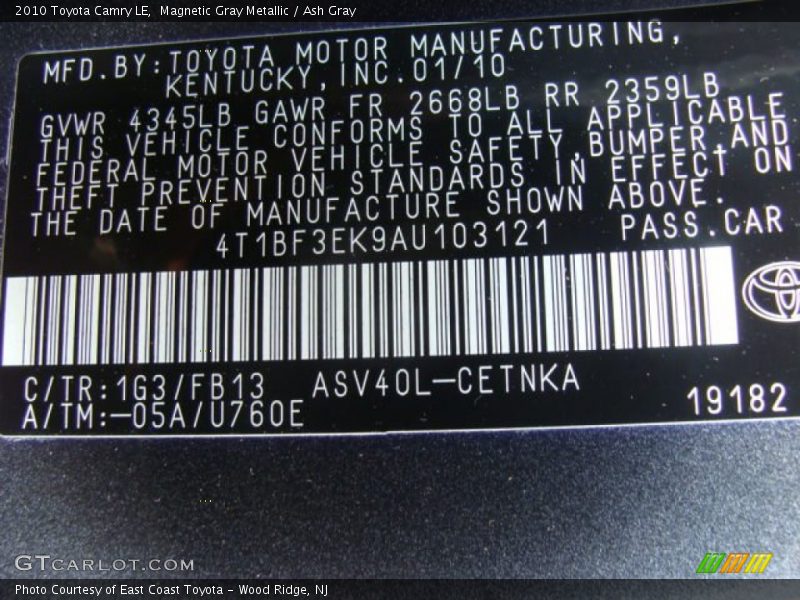 2010 Toyota Camry LE, Magnetic Gray Metallic / Ash Gray
MFD.BY:TOYOTA MOTOR MANUFACTURING,
KENTUCKY,INC.01/10
GVWR 4345LB GAWR FR 2668LB RR 2359LB
THIS VEHICLE CONFORMS TO ALL APPLICABLE
FEDERAL MOTOR VEHICLE SAFETY,BUMPER,AND
THEFT PREVENTION STANDARDS IN EFFECT ON
THE DATE OF MANUFACTURE SHOWN ABOVE.
4T1BF3EK9AU103121 PASS.CAR
C/TR:1G3/FB13 ASV40L-CETNKA
A/TM:-05A/U760E 19182
GTCARLOT.COM
Photo Courtesy of East Coast Toyota - Wood Ridge, NJ